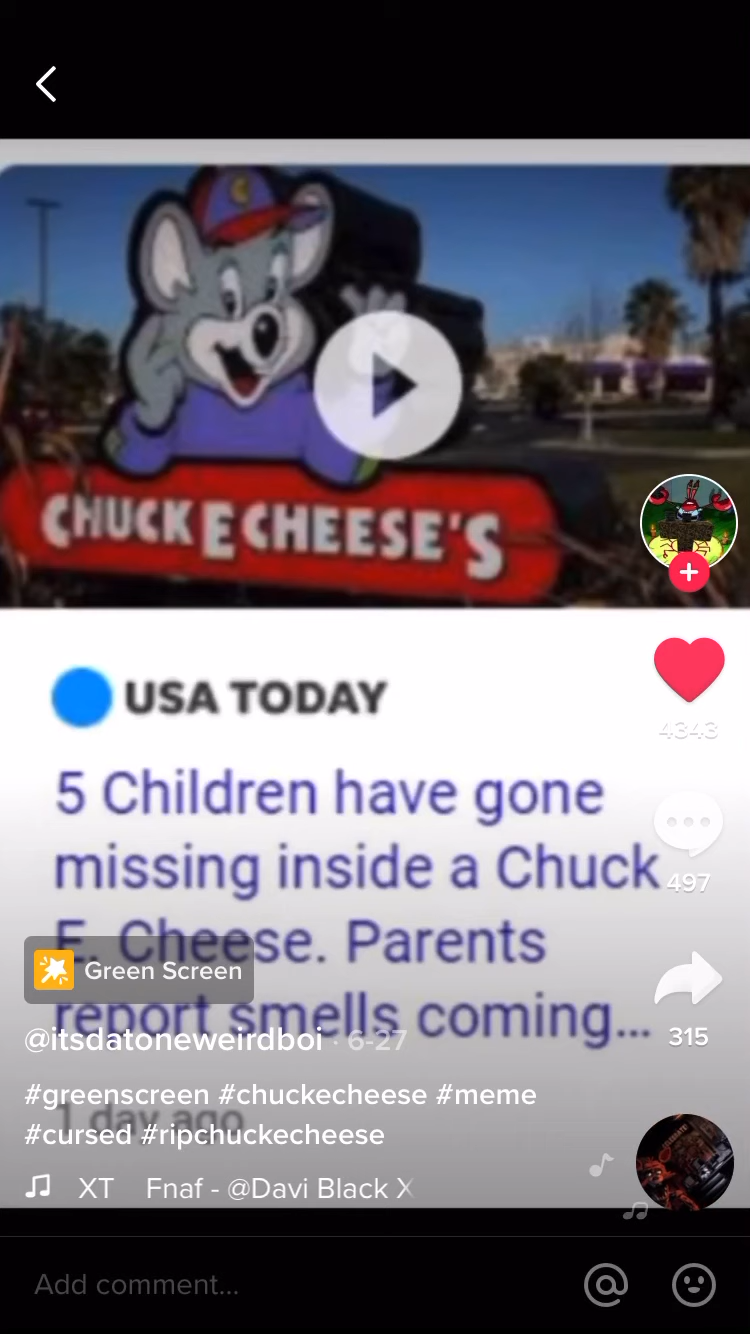 CHUCK E CHEESE'S
USA TODAY
5 Children have gone
missing inside a Chuck
E. Cheese. Parents
report smells coming...
1 day ago
4343
497
315
Green Screen
@itsdatoneweirdboi · 6-27
#greenscreen #chuckecheese #meme
#cursed #ripchuckecheese
XT Fnaf - @Davi Black X
Add comment...